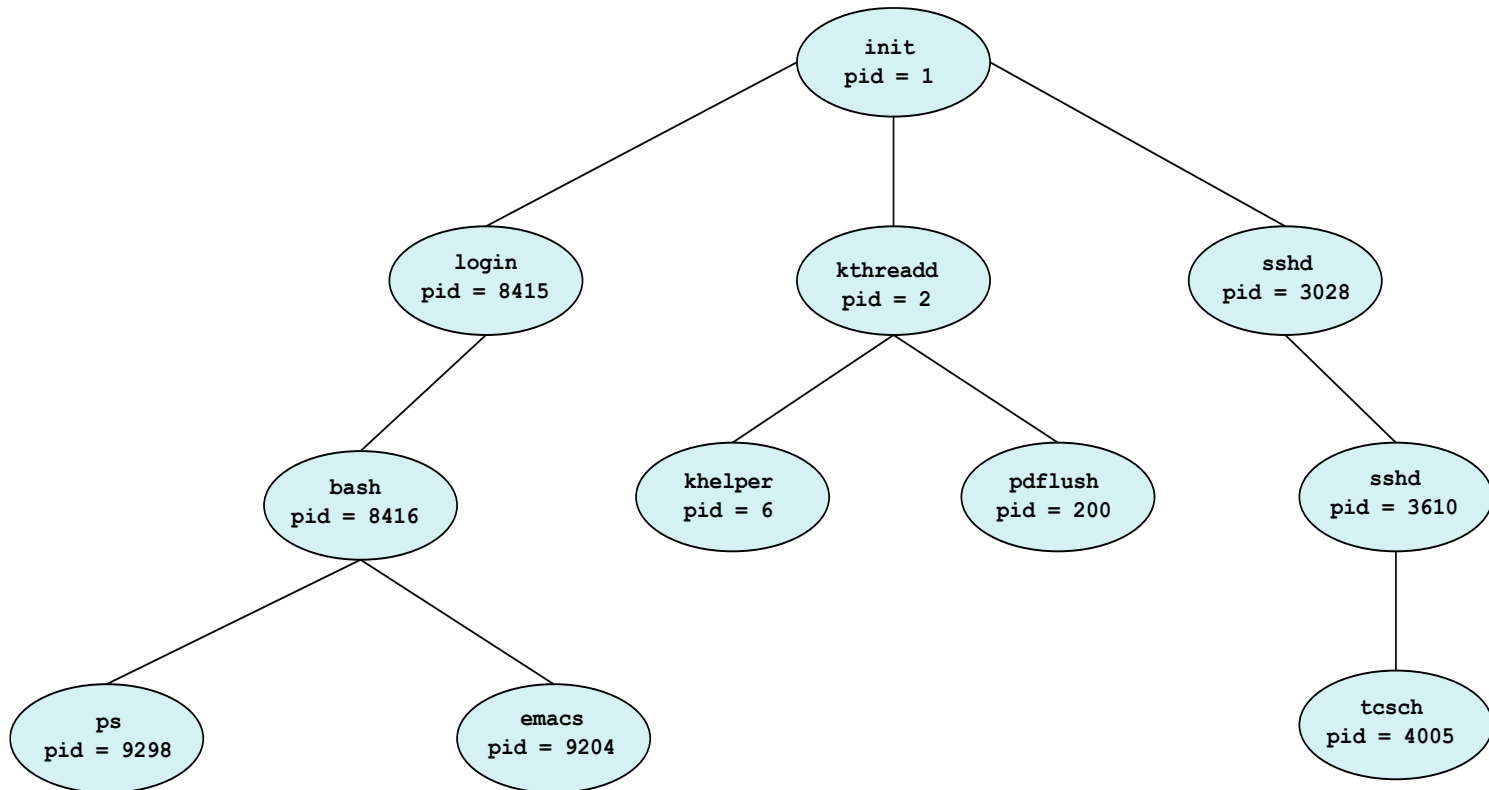 init
pid = 1
login
pid = 8415
kthreadd
pid = 2
sshd
pid = 3028
bash
pid = 8416
khelper
pid = 6
pdflush
pid = 200
sshd
pid = 3610
ps
pid = 9298
emacs
pid = 9204
tcsch
pid = 4005